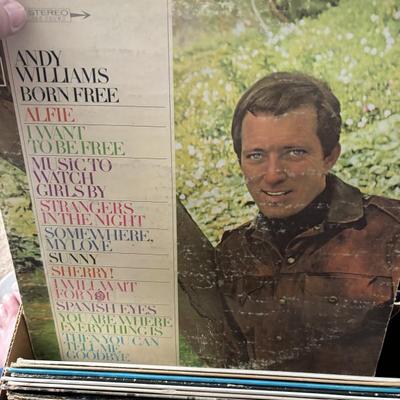 STEREO
ANDY
WILLIAMS
BORN FREE
ALFIE
I WANT
TO BE FREE
MUSIC TO
WATCH
GIRLS BY
STRANGERS
IN THE NIGHT
SOMEWHERE,
MY LOVE
SUNNY
SHERRY!
I WILL WAIT
FOR YOU
SPANISH EYES
YOU ARE WHERE
EVERYTHING IS
THEN YOU CAN
TELL ME
GOODBYE